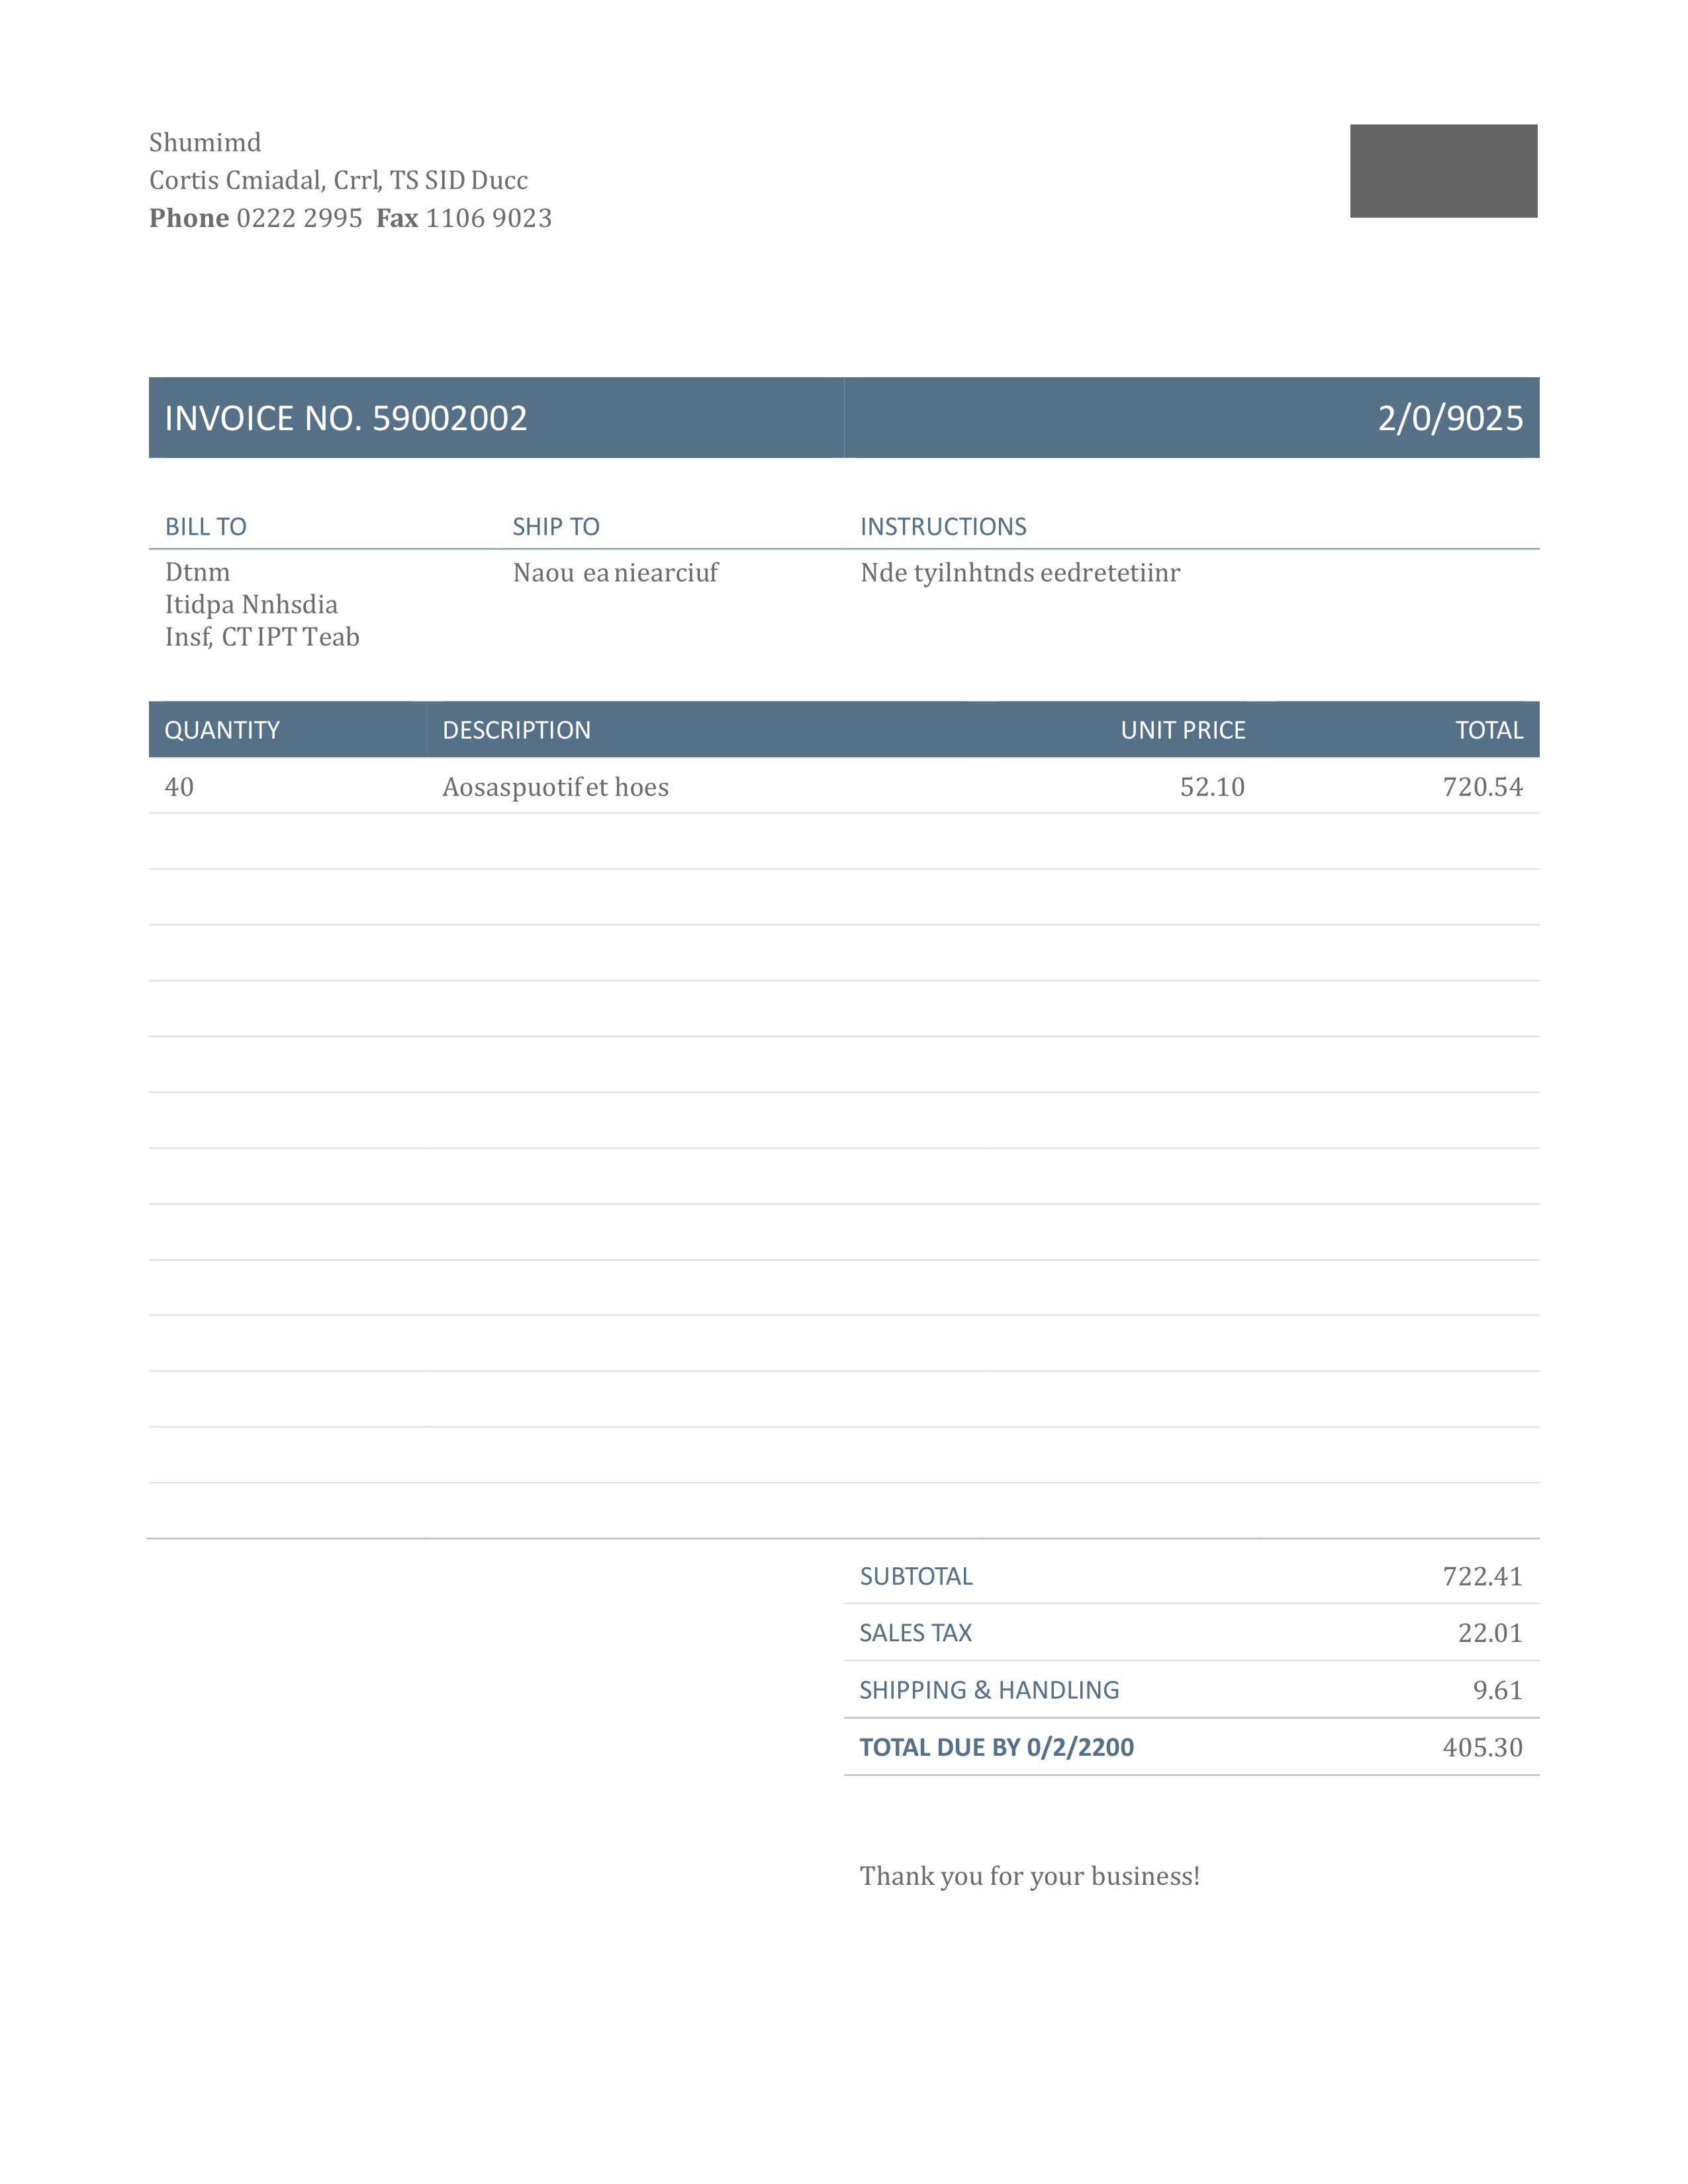 Shumimd
Cortis Cmiadal, Crrl, TS SID Ducc
Phone 0222 2995 Fax 1106 9023
INVOICE NO. 59002002 2/0/9025
BILL TO SHIP TO INSTRUCTIONS
Dtnm Naou ea niearciuf Nde tyilnhtnds eedretetiinr
Itidpa Nnhsdia
Insf, CT IPT Teab
QUANTITY DESCRIPTION UNIT PRICE TOTAL
40 Aosaspuotif et hoes 52.10 720.54
SUBTOTAL 722.41
SALES TAX 22.01
SHIPPING & HANDLING 9.61
TOTAL DUE BY 0/2/2200 405.30
Thank you for your business!